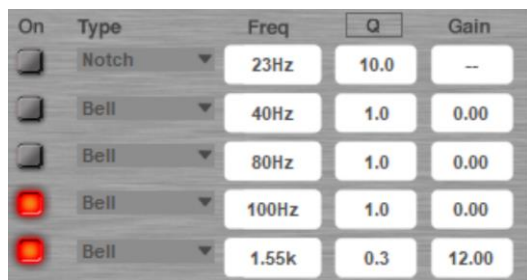 On Type Freq Q Gain
Notch 23Hz 10.0 --
Bell 40Hz 1.0 0.00
Bell 80Hz 1.0 0.00
Bell 100Hz 1.0 0.00
Bell 1.55k 0.3 12.00